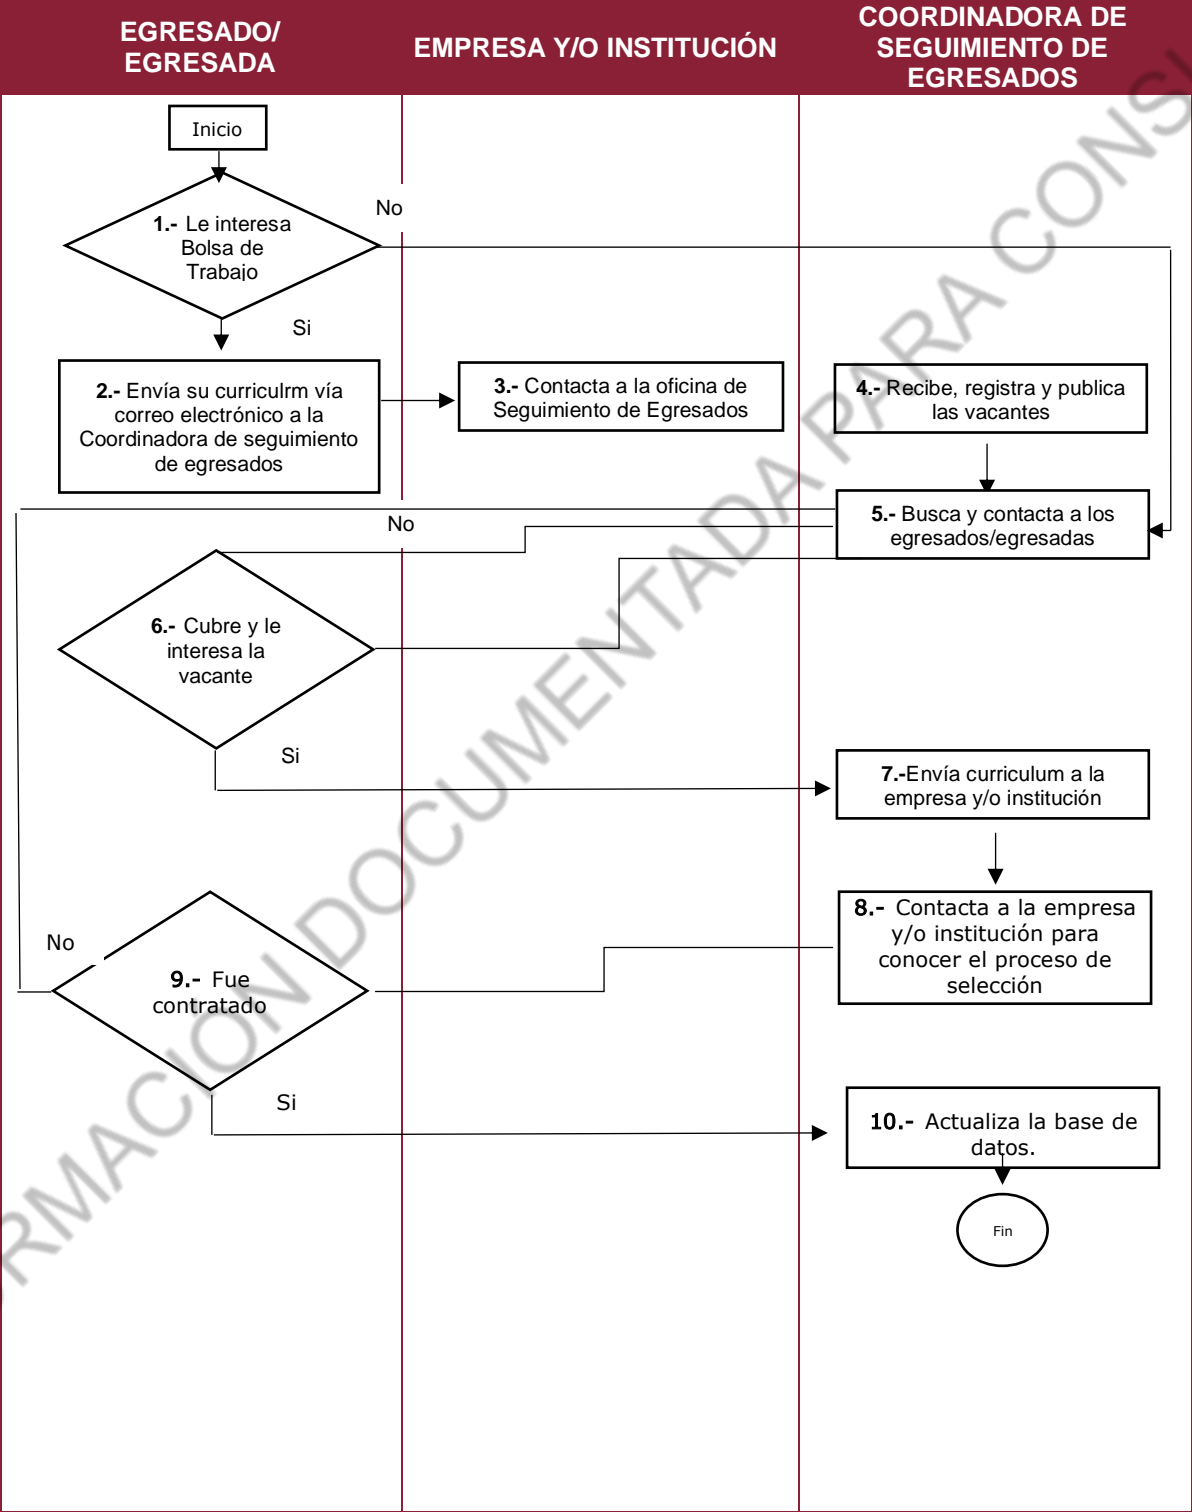 EGRESADO/
EGRESADA
EMPRESA Y/O INSTITUCIÓN
COORDINADORA DE
SEGUIMIENTO DE
EGRESADOS
Inicio
1.- Le interesa
Bolsa de
Trabajo
No
Si
2.- Envía su curriculrm vía
correo electrónico a la
Coordinadora de seguimiento
de egresados
3.- Contacta a la oficina de
Seguimiento de Egresados
4.- Recibe, registra y publica
las vacantes
5.- Busca y contacta a los
egresados/egresadas
No
6.- Cubre y le
interesa la
vacante
Si
7.-Envía curriculum a la
empresa y/o institución
8.- Contacta a la empresa
y/o institución para
conocer el proceso de
selección
No
9.- Fue
contratado
Si
10.- Actualiza la base de
datos.
Fin
RMACION DOCUMENTADA PARA CONSU